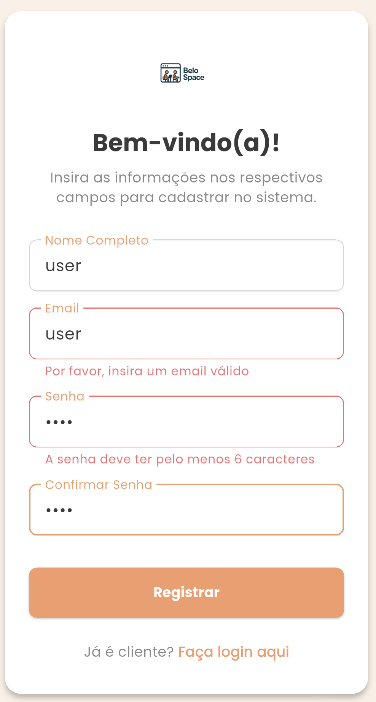 Belo
Space
Bem-vindo(a)!
Insira as informações nos respectivos
campos para cadastrar no sistema.
Nome Completo
user
Email
user
Por favor, insira um email válido
Senha
••••
A senha deve ter pelo menos 6 caracteres
Confirmar Senha
••••
Registrar
Já é cliente? Faça login aqui